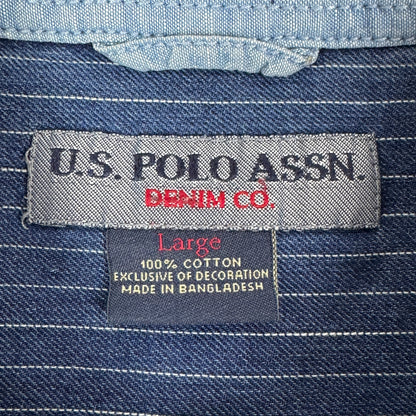 U.S. POLO ASSN.
DENIM CO.
Large
100% COTTON
EXCLUSIVE OF DECORATION
MADE IN BANGLADESH